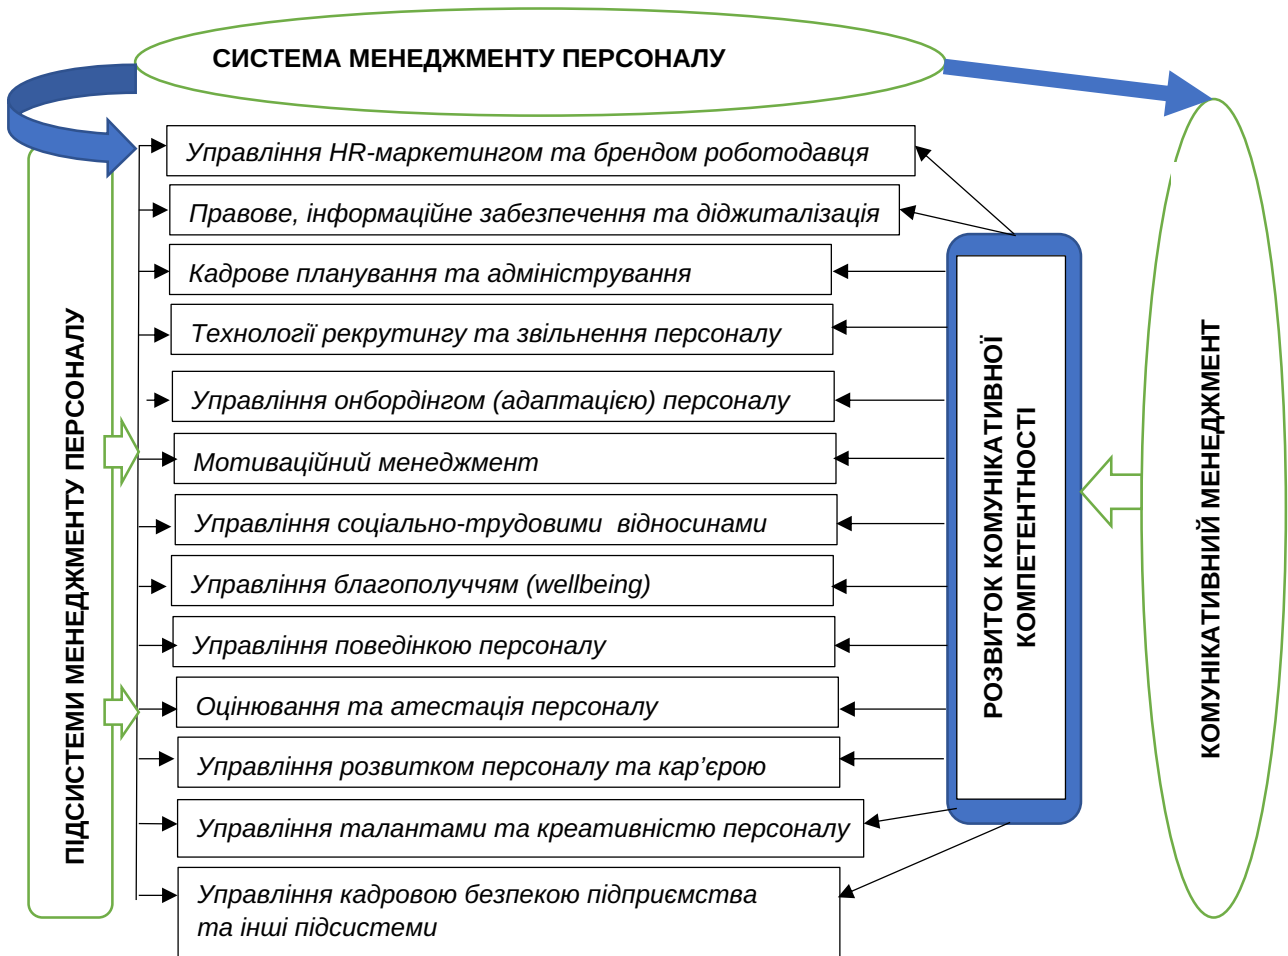 СИСТЕМА МЕНЕДЖМЕНТУ ПЕРСОНАЛУ
ПІДСИСТЕМИ МЕНЕДЖМЕНТУ ПЕРСОНАЛУ
Управління HR-маркетингом та брендом роботодавця
Правове, інформаційне забезпечення та діджиталізація
Кадрове планування та адміністрування
Технології рекрутингу та звільнення персоналу
Управління онбордінгом (адаптацією) персоналу
Мотиваційний менеджмент
Управління соціально-трудовими  відносинами
Управління благополуччям (wellbeing)
Управління поведінкою персоналу
Оцінювання та атестація персоналу
Управління розвитком персоналу та кар’єрою
Управління талантами та креативністю персоналу
Управління кадровою безпекою підприємства
та інші підсистеми
РОЗВИТОК КОМУНІКАТИВНОЇ
КОМПЕТЕНТНОСТІ
КОМУНІКАТИВНИЙ МЕНЕДЖМЕНТ